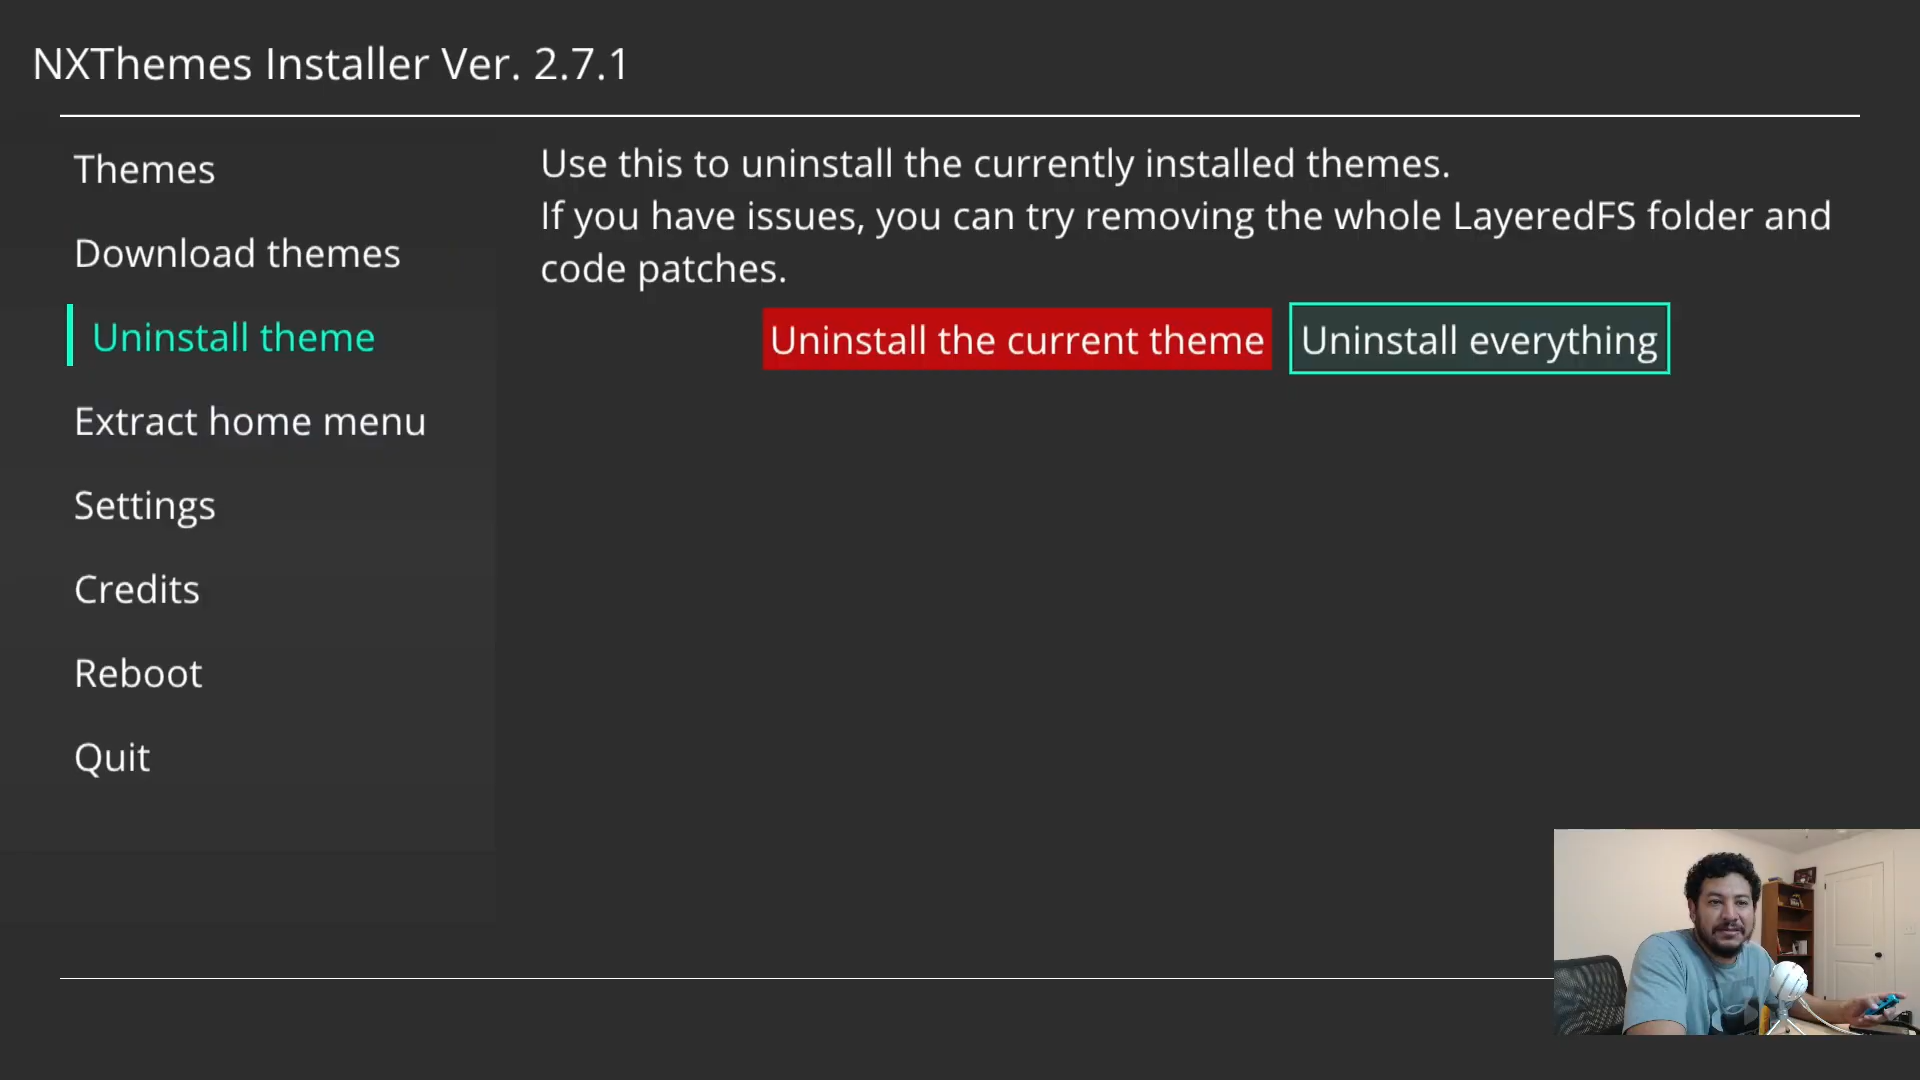 NXThemes Installer Ver. 2.7.1
Themes
Download themes
Uninstall theme
Extract home menu
Settings
Credits
Reboot
Quit
Use this to uninstall the currently installed themes.
If you have issues, you can try removing the whole LayeredFS folder and
code patches.
Uninstall the current theme
Uninstall everything